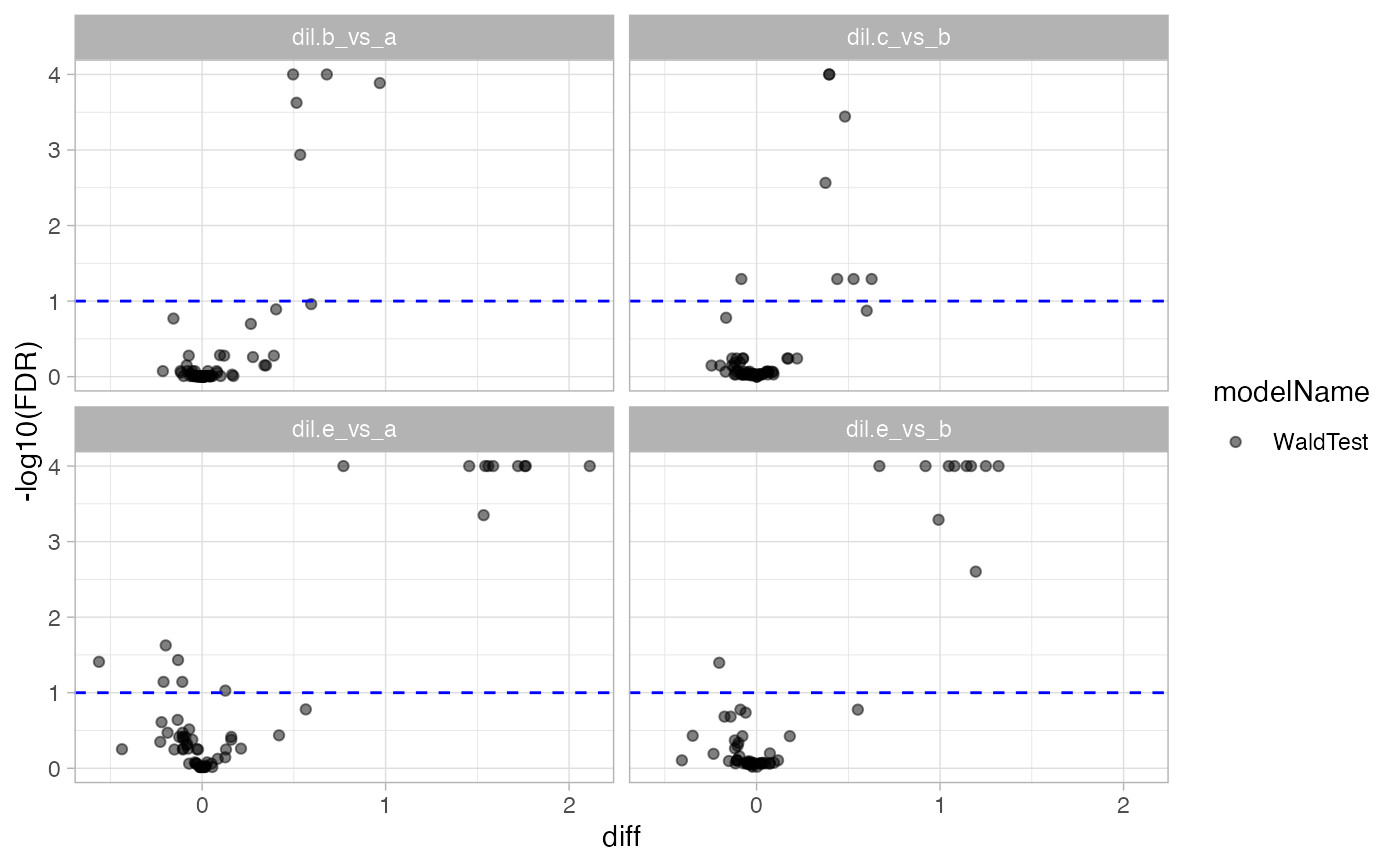 dil.b_vs_a
dil.c_vs_b
4
3
2
1
0
dil.e_vs_a
dil.e_vs_b
4
3
2
1
0
0
1
2
0
1
2
diff
-log10(FDR)
modelName
WaldTest